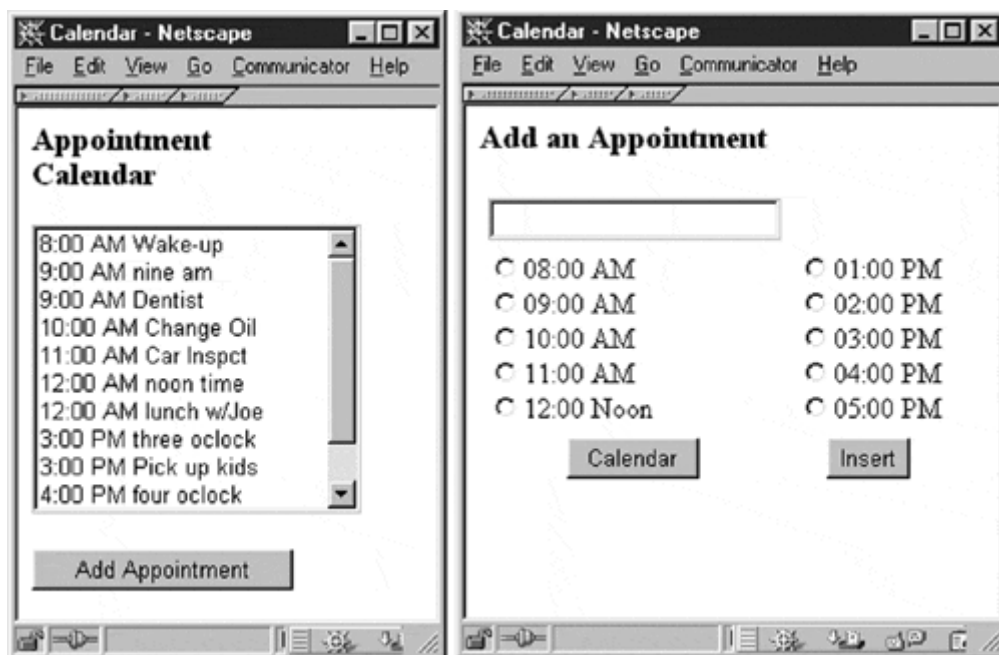 Calendar - Netscape
File Edit View Go Communicator Help
Appointment
Calendar
8:00 AM Wake-up
9:00 AM nine am
9:00 AM Dentist
10:00 AM Change Oil
11:00 AM Car Inspct
12:00 AM noon time
12:00 AM lunch w/Joe
3:00 PM three oclock
3:00 PM Pick up kids
4:00 PM four oclock
Add Appointment
Calendar - Netscape
File Edit View Go Communicator Help
Add an Appointment
08:00 AM 01:00 PM
09:00 AM 02:00 PM
10:00 AM 03:00 PM
11:00 AM 04:00 PM
12:00 Noon 05:00 PM
Calendar Insert